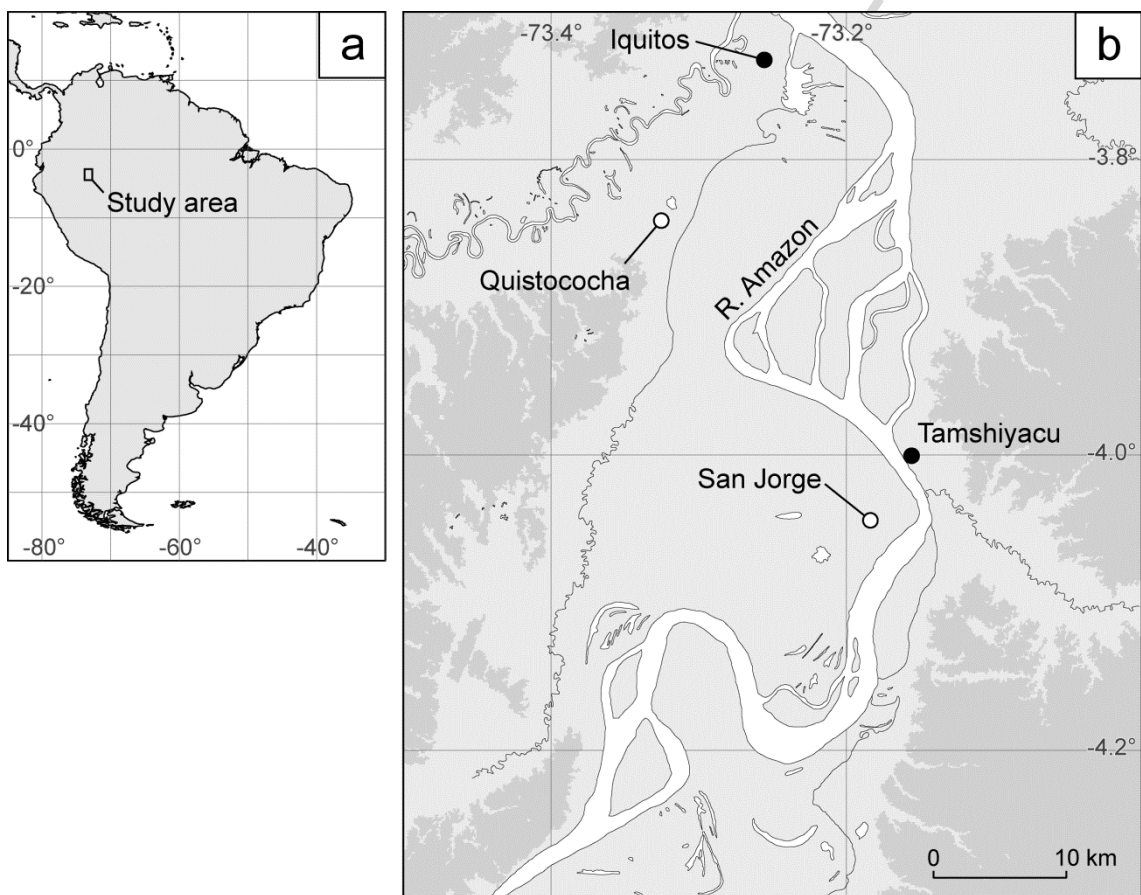 a
0°
Study area
-20°
-40°
-80°
-60°
-40°
b
-73.4°
-73.2°
Iquitos
-3.8°
Quistococha
R. Amazon
Tamshiyacu
-4.0°
San Jorge
-4.2°
0
10 km